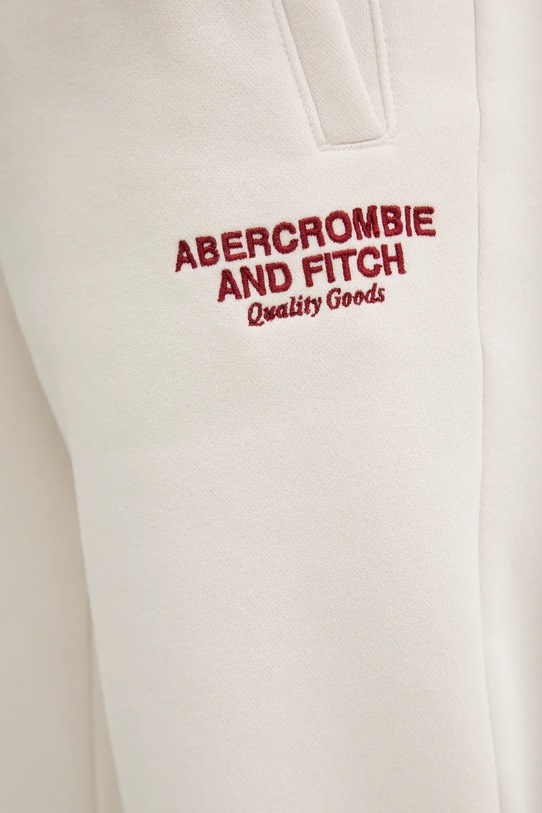 ABERCROMBIE
AND FITCH
Quality Goods